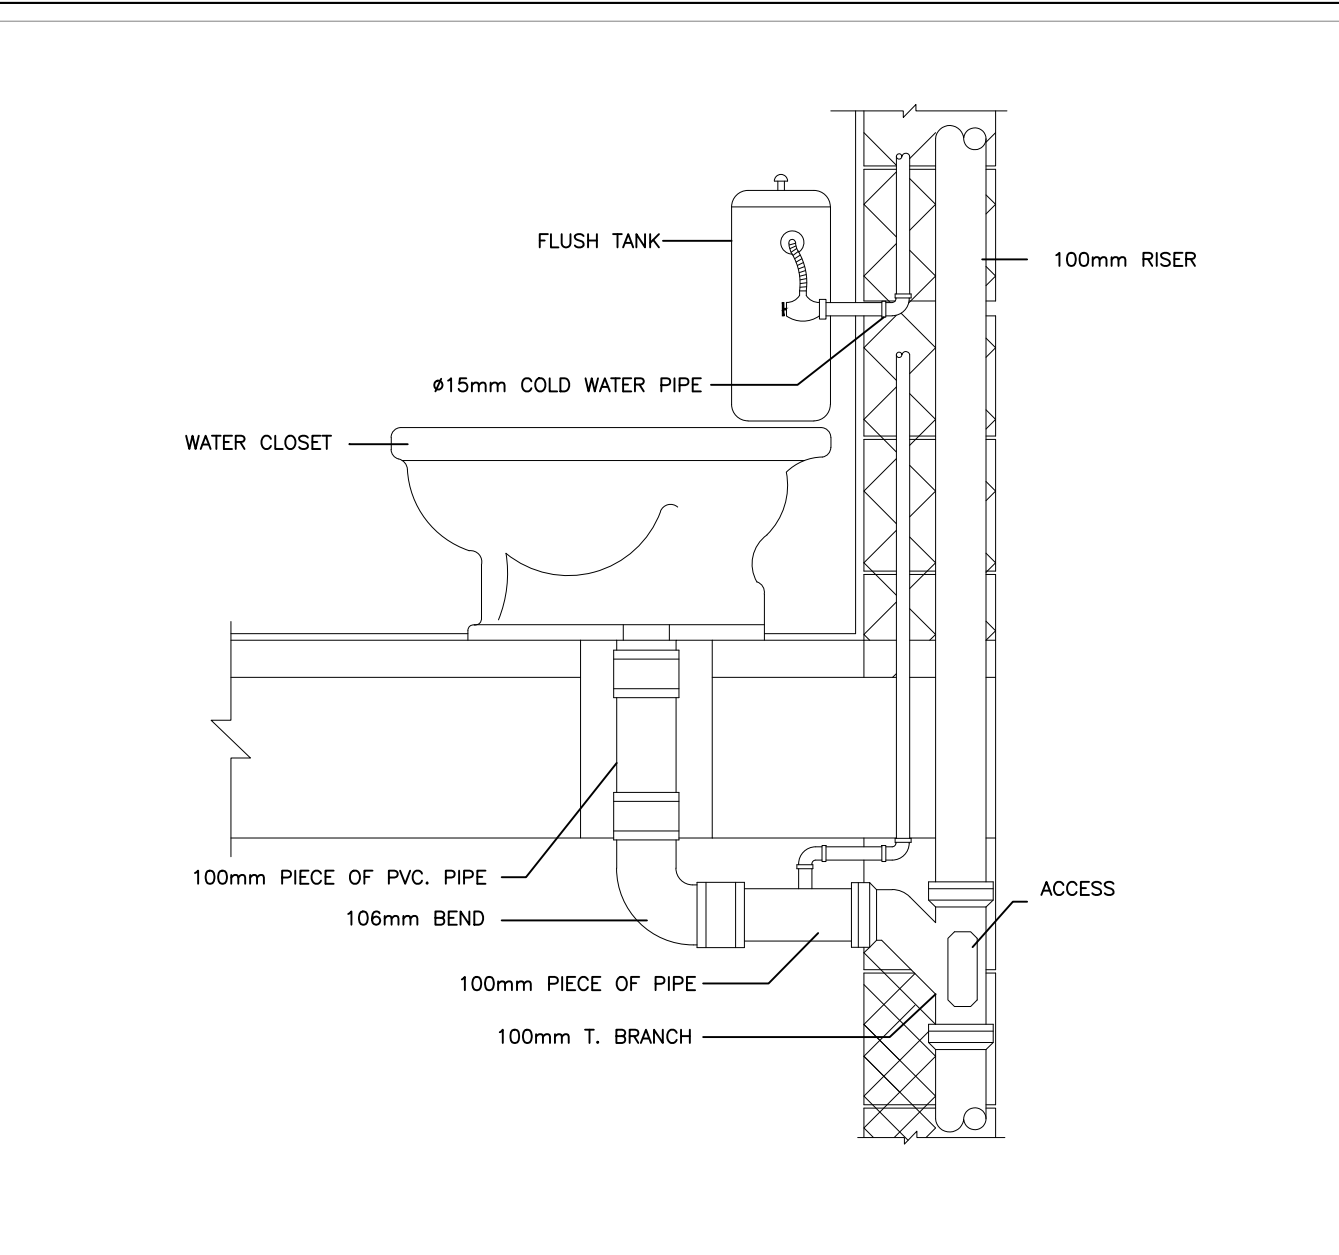 FLUSH TANK
100mm RISER
ø15mm COLD WATER PIPE
WATER CLOSET
100mm PIECE OF PVC. PIPE
ACCESS
106mm BEND
100mm PIECE OF PIPE
100mm T. BRANCH